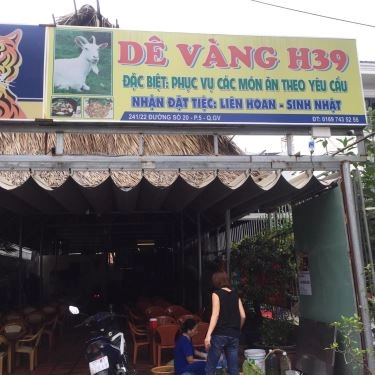 DÊ VÀNG H39
ĐẶC BIỆT: PHỤC VỤ CÁC MÓN ĂN THEO YÊU CẦU
NHẬN ĐẶT TIỆC: LIÊN HOAN - SINH NHẬT
241/22 ĐƯỜNG SỐ 20 - P.5 - Q.GV
ĐT: 0169 743 52 55